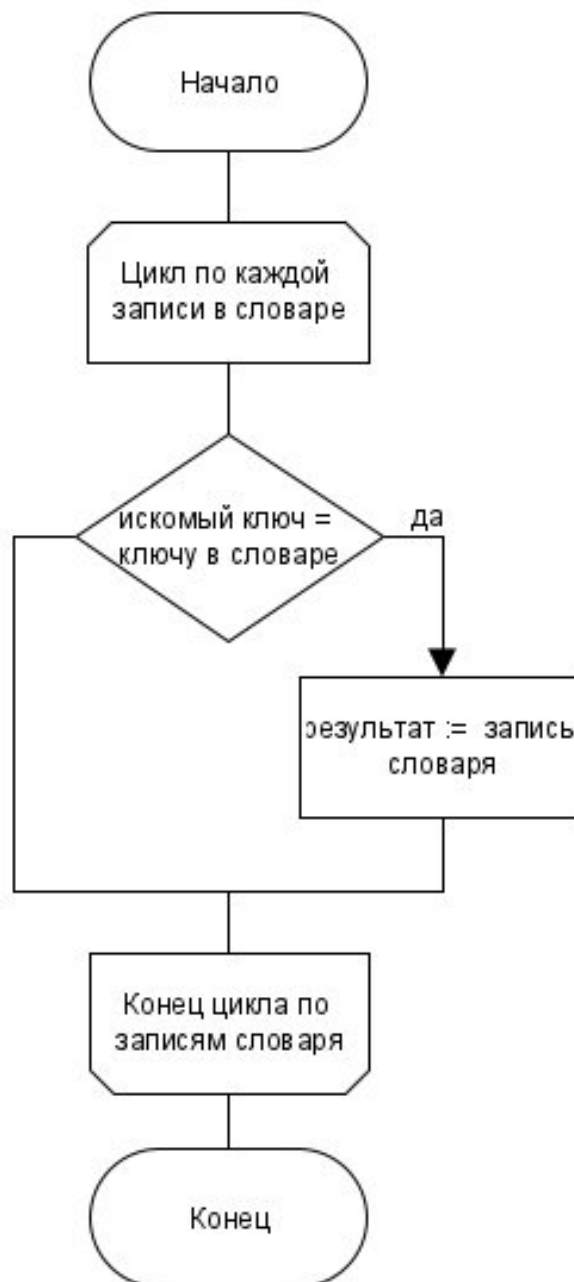 Начало
Цикл по каждой
записи в словаре
искомый ключ =
ключу в словаре
да
результат := запись
словаря
Конец цикла по
записям словаря
Конец